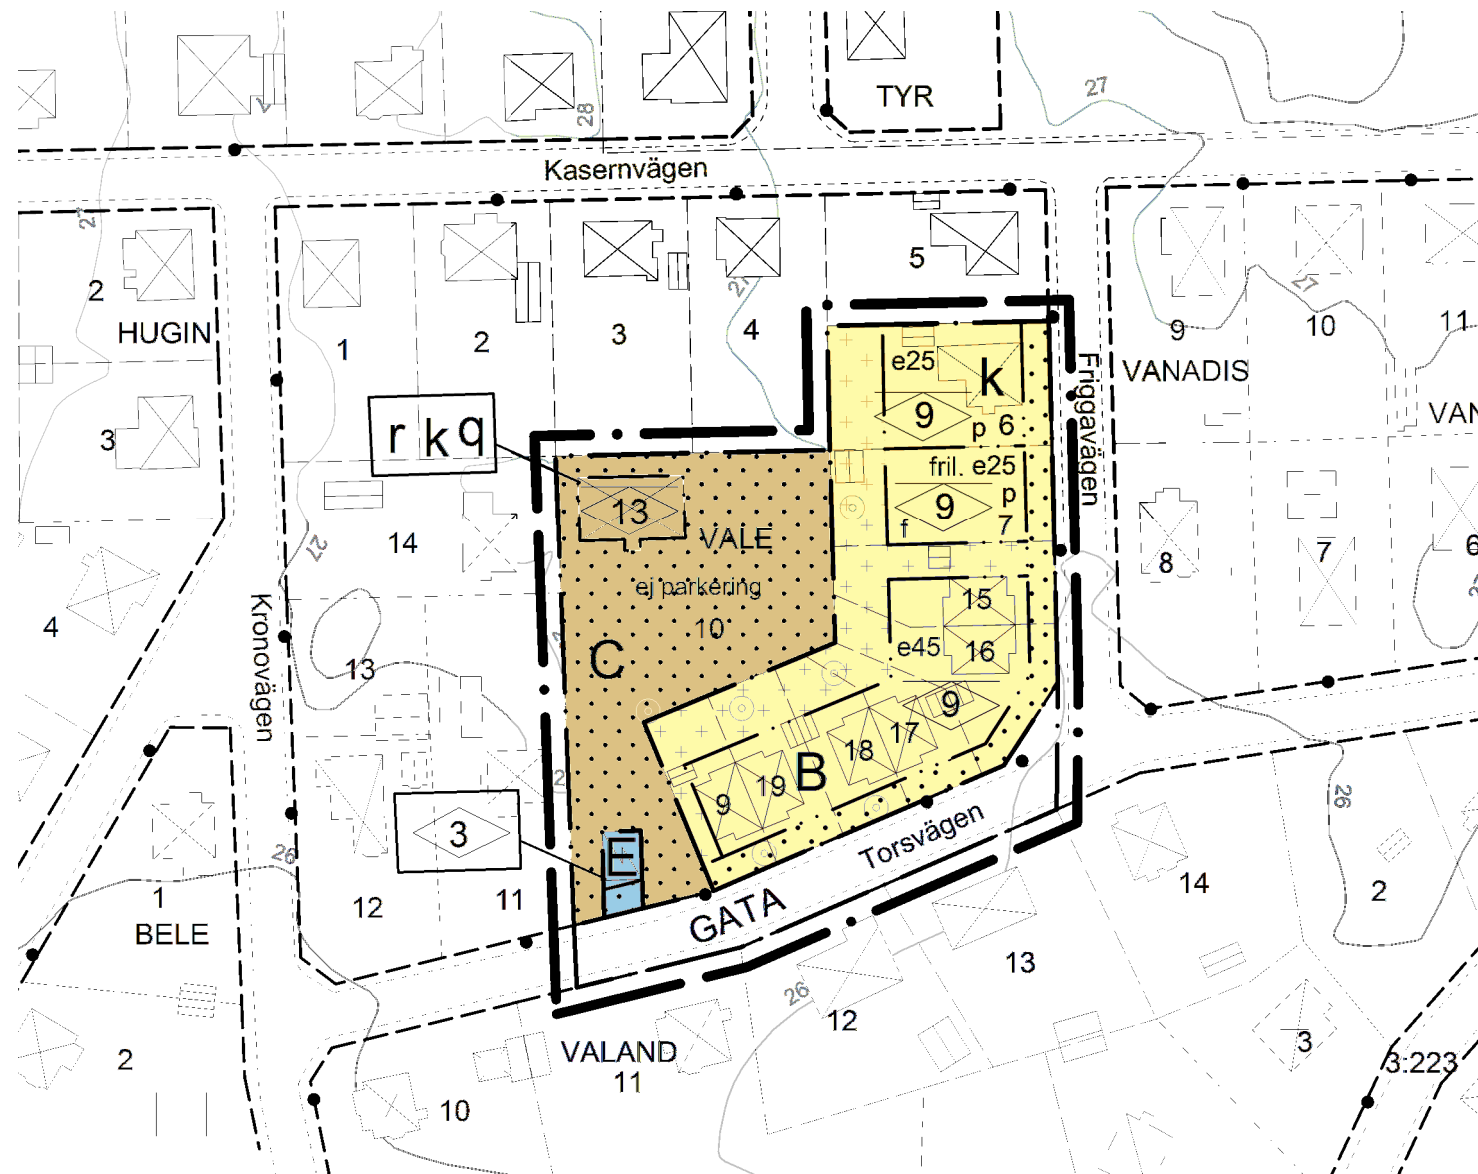 TYR
27
28
Kasernvägen
27
2
HUGIN
3
4
1
2
3
4
27
5
9
VANADIS
10
27
11
VAN
8
7
6
r k q
13
VALE
ej parkering
10
C
e25
k
9
p 6
fril. e25
9
p
7
f
15
e45
16
9
17
18
B
19
9
E
3
Friggavägen
Kronovägen
14
27
13
12
11
26
1
BELE
2
GATA
Torsvägen
14
2
26
13
12
26
VALAND
11
10
3
3:223